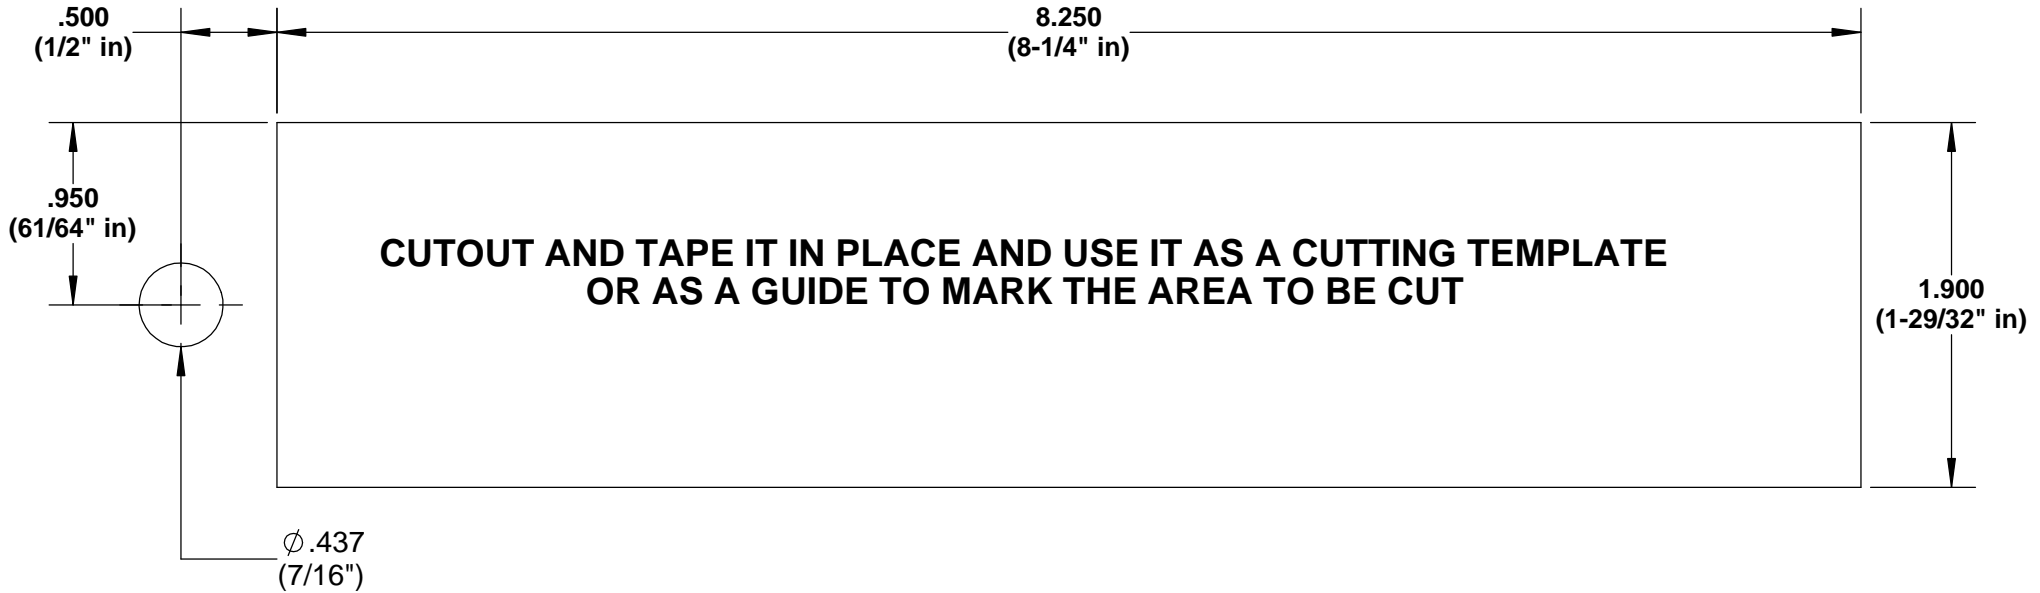 .500
(1/2" in)
8.250
(8-1/4" in)
.950
(61/64" in)
CUTOUT AND TAPE IT IN PLACE AND USE IT AS A CUTTING TEMPLATE
OR AS A GUIDE TO MARK THE AREA TO BE CUT
1.900
(1-29/32" in)
∅.437
(7/16")